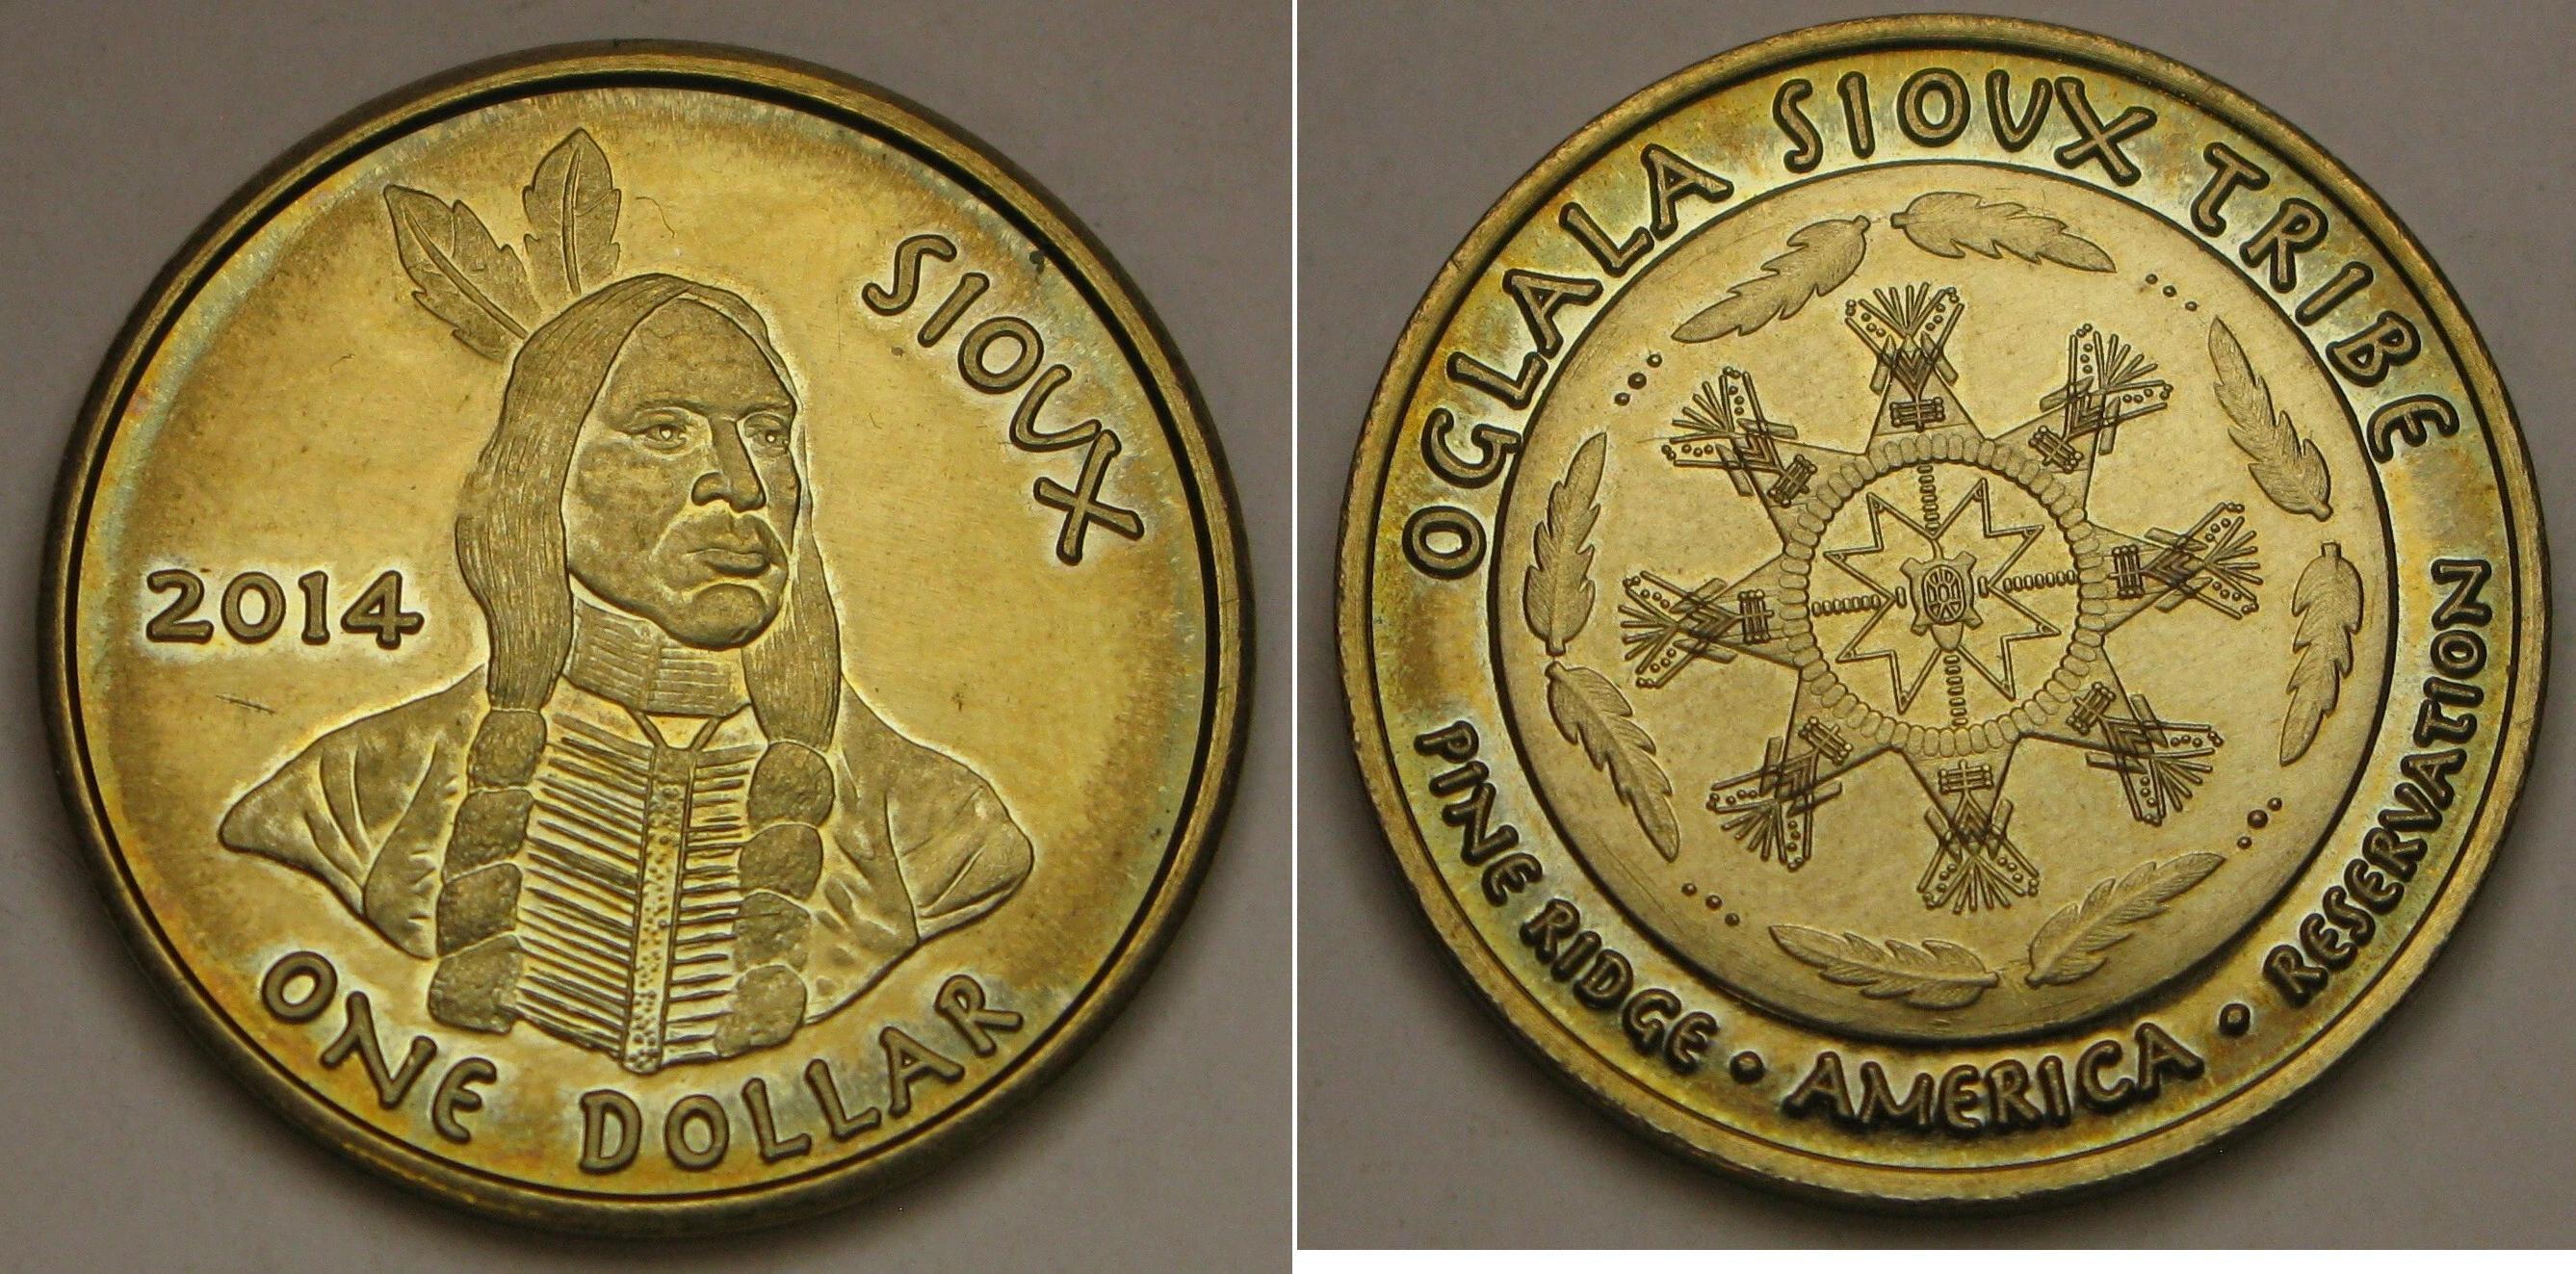 SIOUX
2014
ONE DOLLAR
OGLALA SIOUX TRIBE
PINE RIDGE • AMERICA • RESERVATION